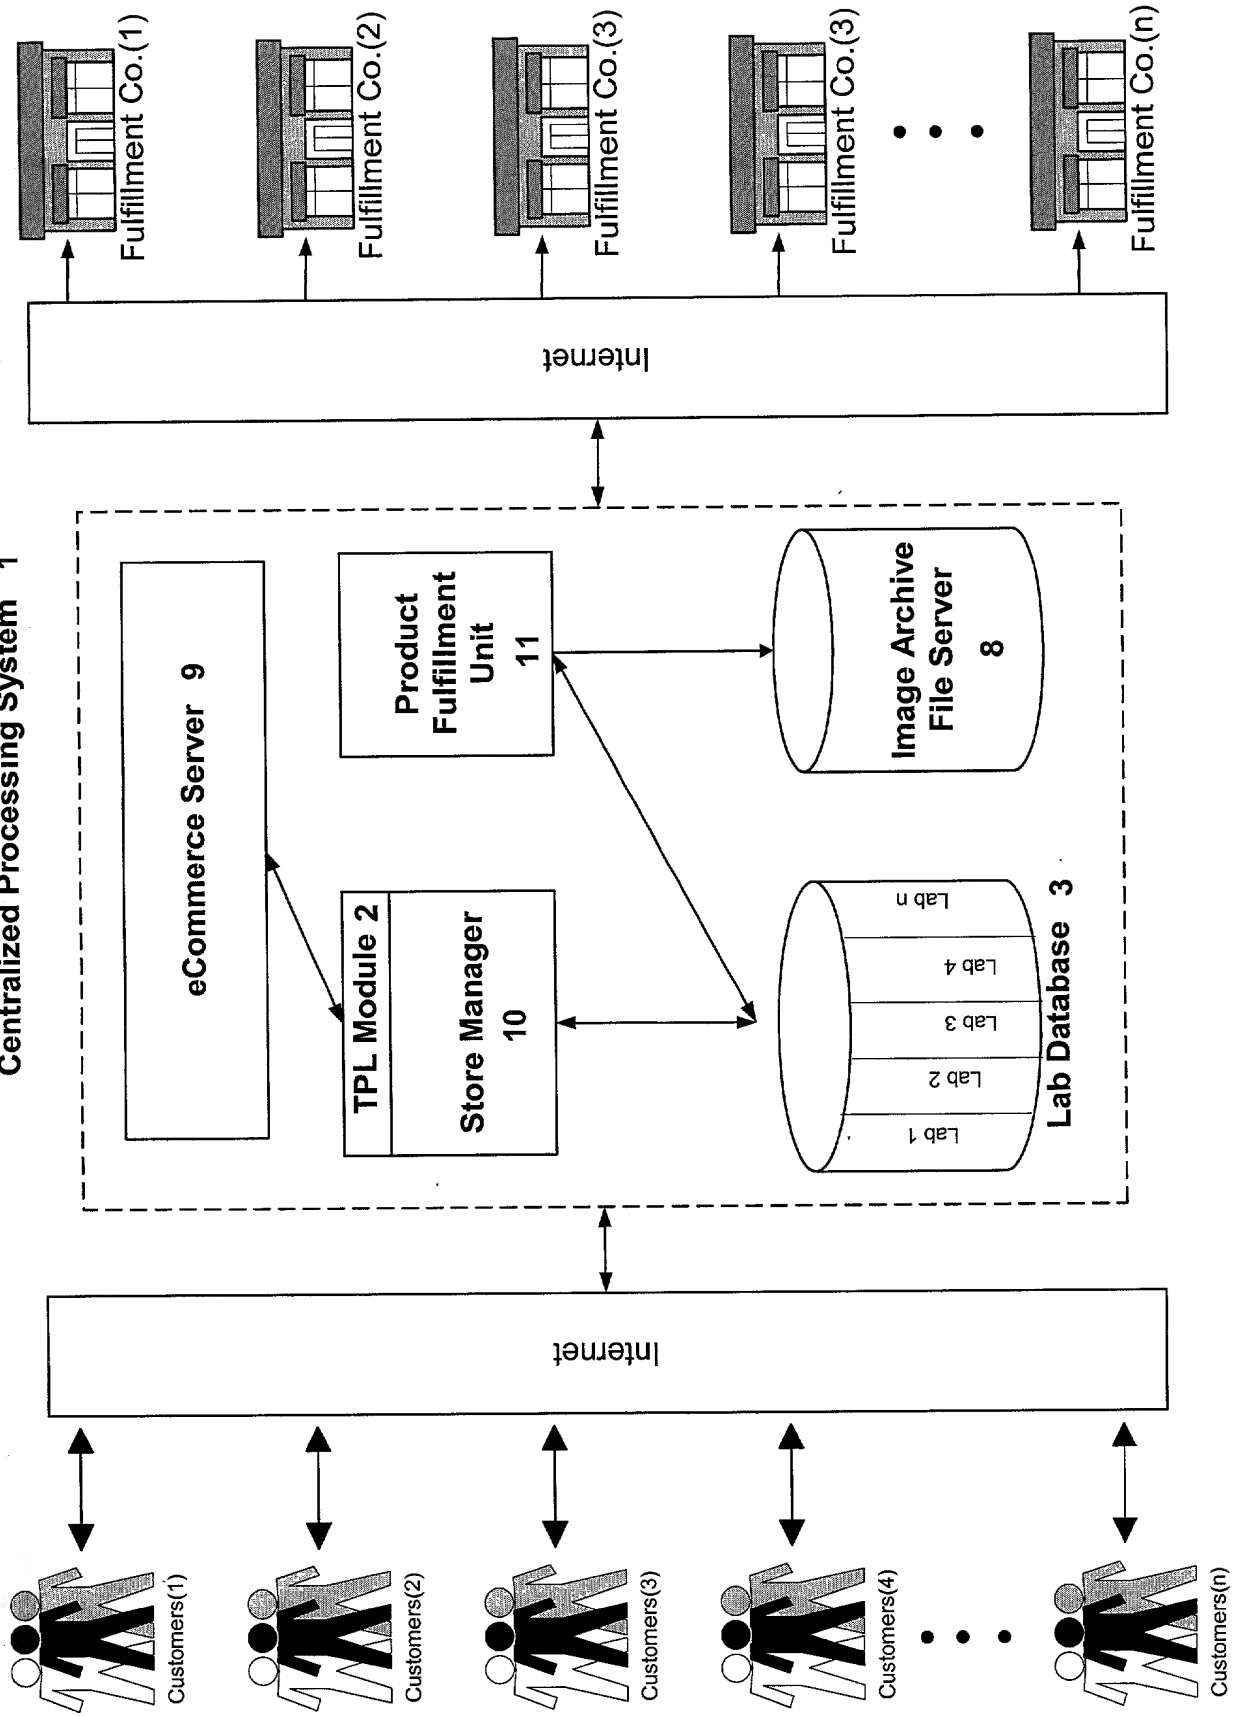 Centralized Processing System 1
Customers(1)
Customers(2)
Customers(3)
Customers(4)
Customers(n)
Internet
eCommerce Server 9
TPL Module 2
Store Manager
10
Product
Fulfillment
Unit
11
Lab 1
Lab 2
Lab 3
Lab 4
Lab n
Lab Database 3
Image Archive
File Server
8
Internet
Fulfillment Co.(1)
Fulfillment Co.(2)
Fulfillment Co.(3)
Fulfillment Co.(3)
Fulfillment Co.(n)